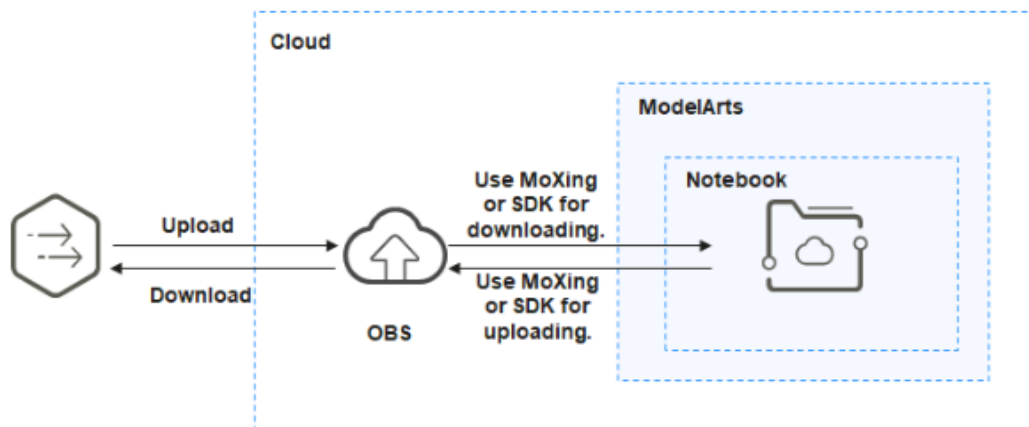 Cloud
ModelArts
Notebook
Use MoXing
or SDK for
downloading.
Upload
Download
Use MoXing
or SDK for
uploading.
OBS